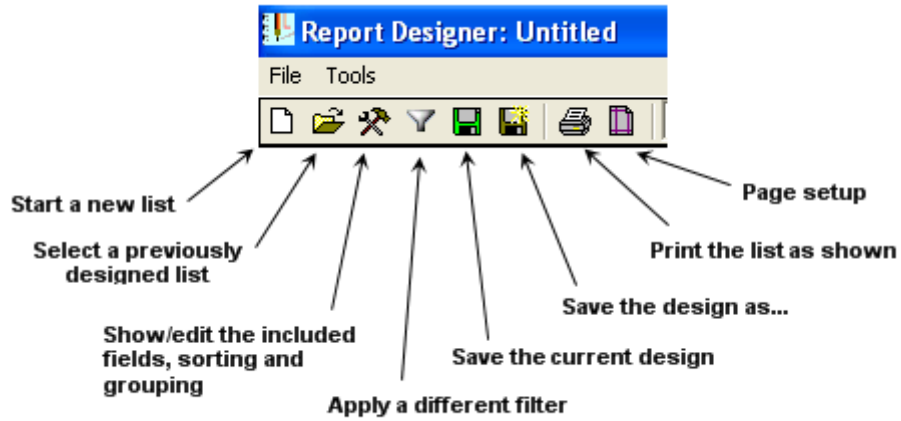 Report Designer: Untitled
File Tools
Start a new list
Select a previously
designed list
Show/edit the included
fields, sorting and
grouping
Apply a different filter
Save the current design
Save the design as...
Print the list as shown
Page setup